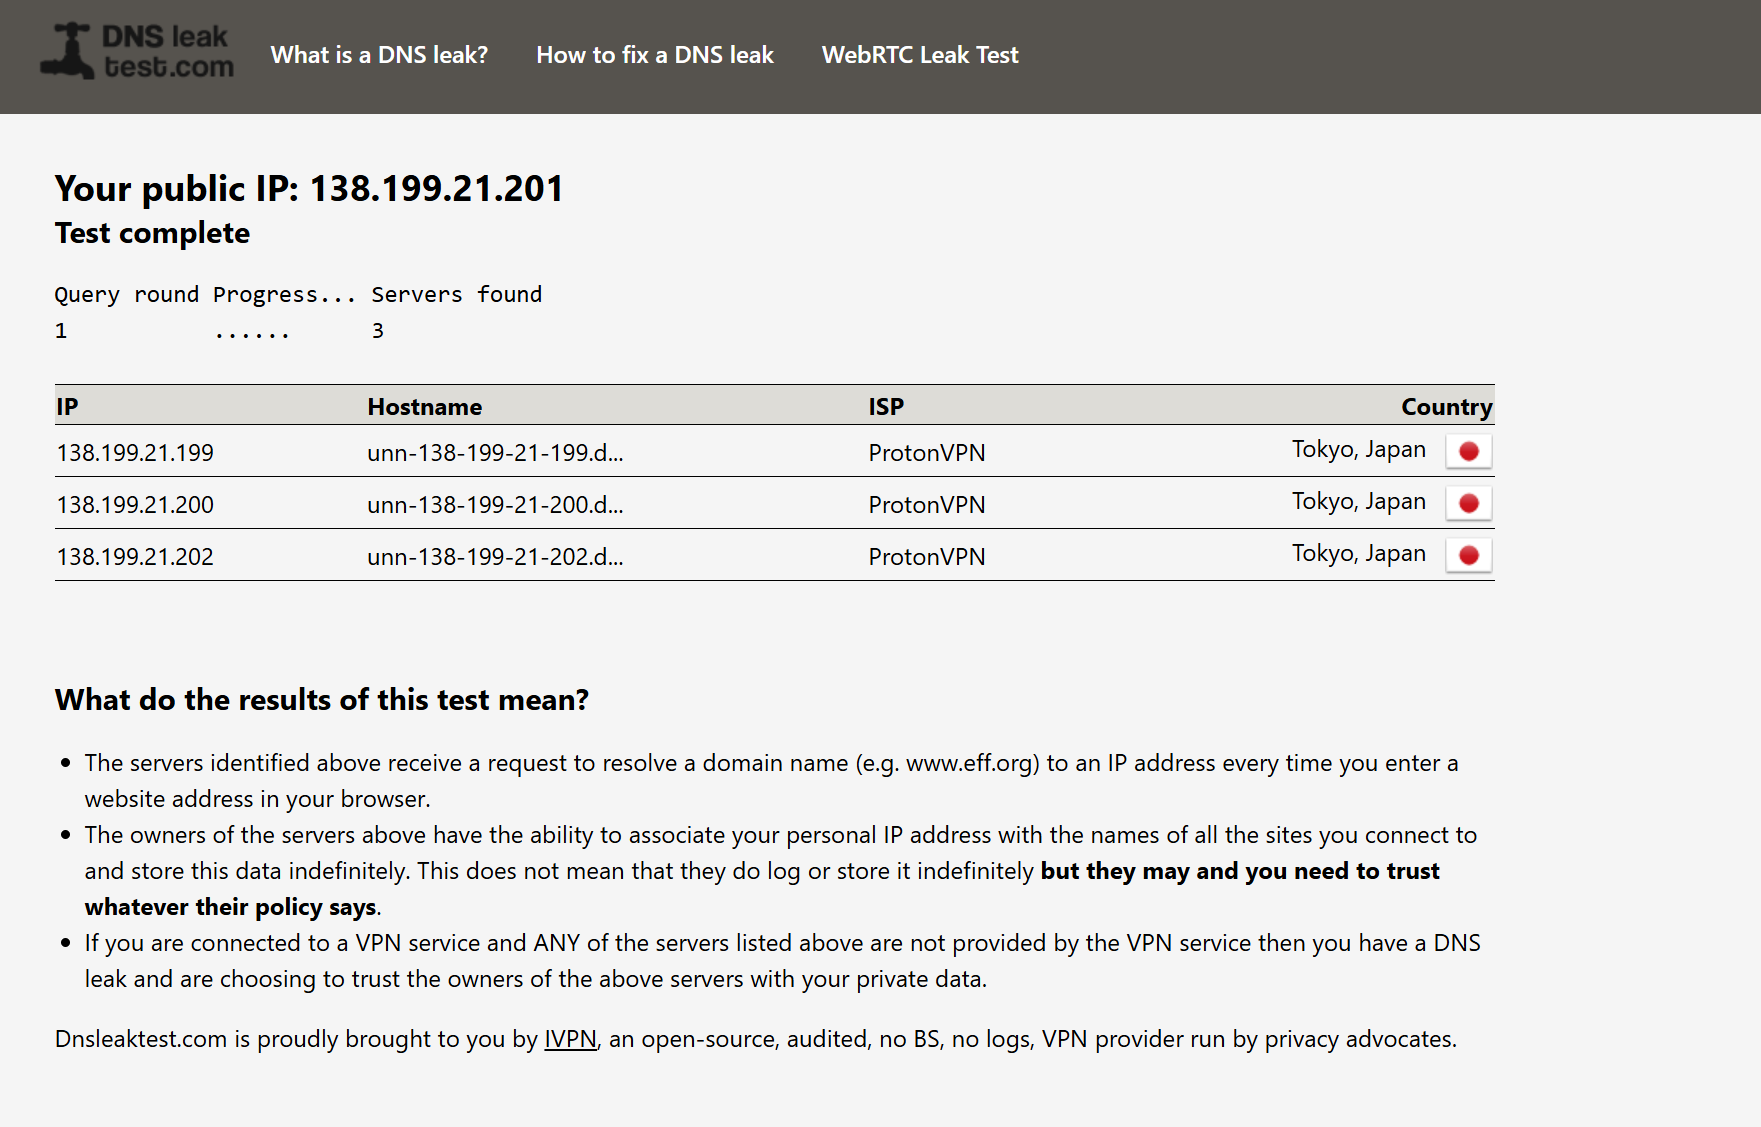 DNS leak
test.com
What is a DNS leak? How to fix a DNS leak WebRTC Leak Test
Your public IP: 138.199.21.201
Test complete
Query round Progress... Servers found
1 ...... 3
IP Hostname ISP Country
138.199.21.199 unn-138-199-21-199.d... ProtonVPN Tokyo, Japan
138.199.21.200 unn-138-199-21-200.d... ProtonVPN Tokyo, Japan
138.199.21.202 unn-138-199-21-202.d... ProtonVPN Tokyo, Japan
What do the results of this test mean?
• The servers identified above receive a request to resolve a domain name (e.g. www.eff.org) to an IP address every time you enter a
website address in your browser.
• The owners of the servers above have the ability to associate your personal IP address with the names of all the sites you connect to
and store this data indefinitely. This does not mean that they do log or store it indefinitely but they may and you need to trust
whatever their policy says.
• If you are connected to a VPN service and ANY of the servers listed above are not provided by the VPN service then you have a DNS
leak and are choosing to trust the owners of the above servers with your private data.
Dnsleaktest.com is proudly brought to you by IVPN, an open-source, audited, no BS, no logs, VPN provider run by privacy advocates.